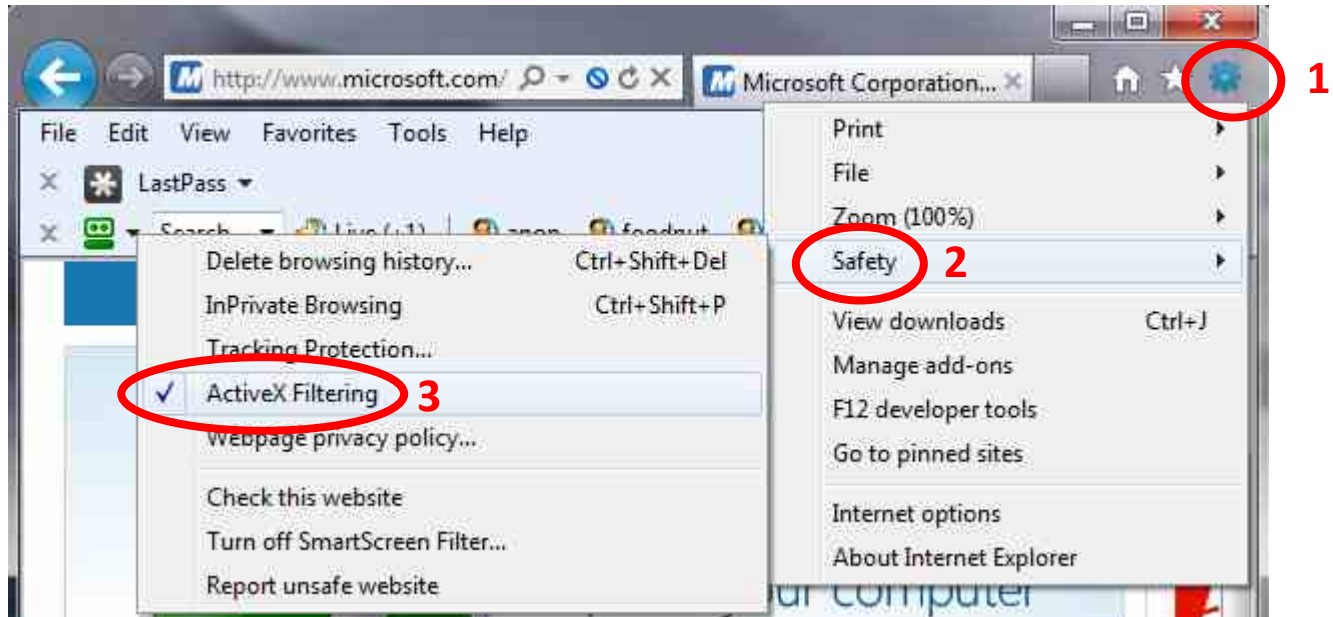 http://www.microsoft.com/
Microsoft Corporation...
1
File Edit View Favorites Tools Help
LastPass
Search Live (+1) anon foodnut
Print
File
Zoom (100%)
Safety 2
View downloads Ctrl+J
Manage add-ons
F12 developer tools
Go to pinned sites
Internet options
About Internet Explorer
Delete browsing history... Ctrl+Shift+Del
InPrivate Browsing Ctrl+Shift+P
Tracking Protection...
ActiveX Filtering 3
Webpage privacy policy...
Check this website
Turn off SmartScreen Filter...
Report unsafe website
computer